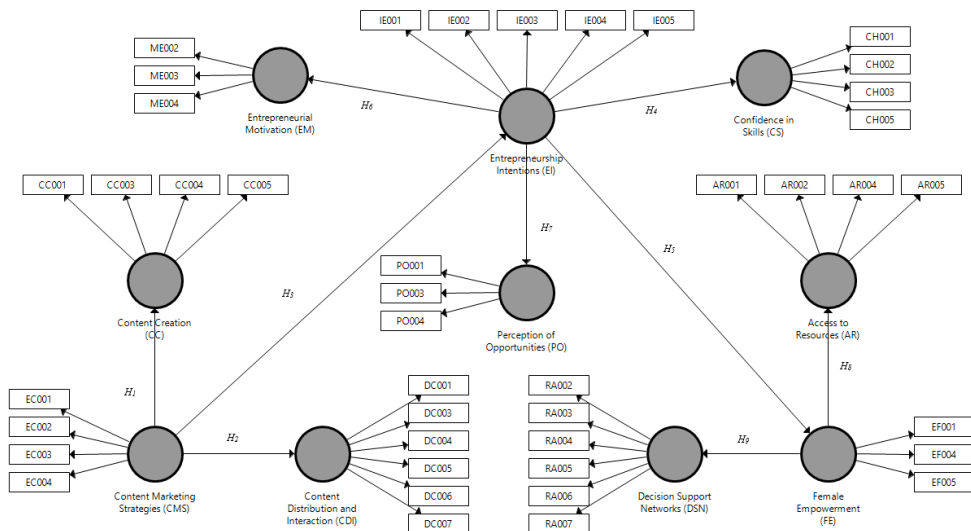 IE001
IE002
IE003
IE004
IE005
ME002
ME003
ME004
Entrepreneurial
Motivation (EM)
H6
Entrepreneurship
Intentions (EI)
H4
CH001
CH002
CH003
CH005
Confidence in
Skills (CS)
CC001
CC003
CC004
CC005
Content Creation
(CC)
H3
H7
H5
AR001
AR002
AR004
AR005
Access to
Resources (AR)
PO001
PO003
PO004
Perception of
Opportunities (PO)
H1
H8
EC001
EC002
EC003
EC004
Content Marketing
Strategies (CMS)
H2
Content
Distribution and
Interaction (CDI)
DC001
DC003
DC004
DC005
DC006
DC007
RA002
RA003
RA004
RA005
RA006
RA007
Decision Support
Networks (DSN)
H9
Female
Empowerment
(FE)
EF001
EF004
EF005